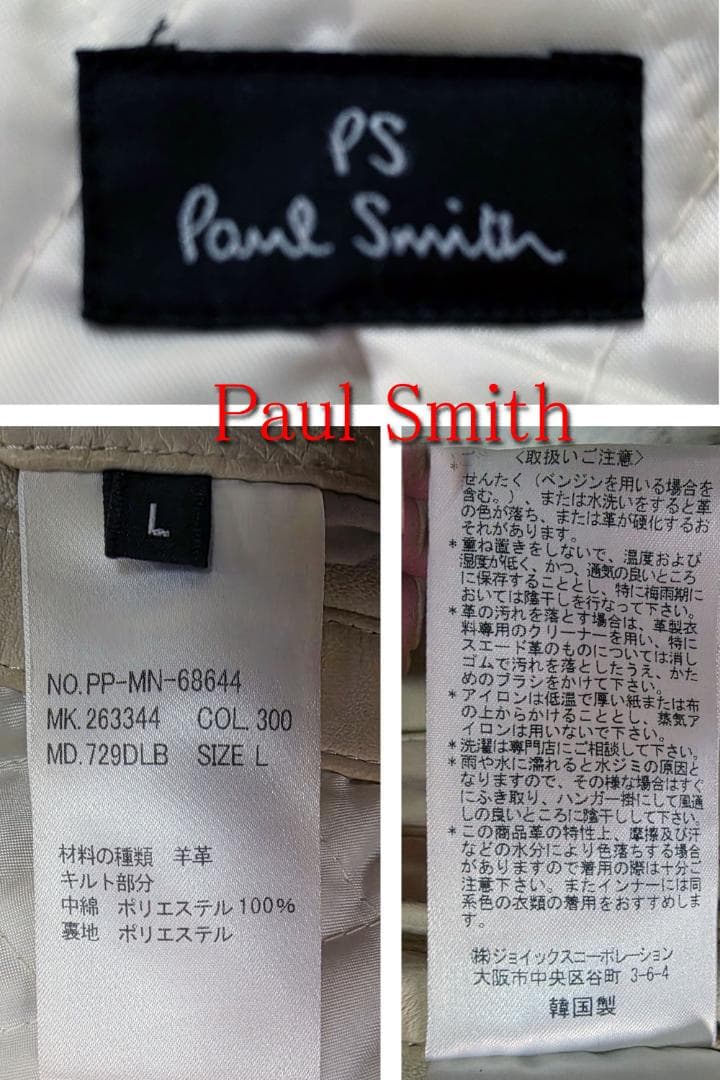 PS
Paul Smith
Paul Smith
L
NO.PP-MN-68644
MK.263344 COL.300
MD.729DLB SIZE L
材料の種類 羊革
キルト部分
中綿 ポリエステル100%
裏地 ポリエステル
〈取扱いご注意〉
*
せんたく（ベンジンを用いる場合を
含む。）、または水洗いをすると革
の色が落ち、または革が硬化するお
それがあります。
*重ね置きをしないで、温度および
湿度が低く、かつ、通気の良いところ
に保存することとし、特に梅雨期に
おいては陰干しを行なって下さい。
*革の汚れを落とす場合は、革製衣
料専用のクリーナーを用い、特に
スエード革のものについては消し
ゴムで汚れを落としたうえ、かた
めのブラシをかけて下さい。
*アイロンは低温で厚い紙または布
の上からかけることとし、蒸気ア
イロンは用いないで下さい。
*洗濯は専門店にご相談して下さい。
*雨や水に濡れると水ジミの原因と
なりますので、その様な場合はすぐ
にふき取り、ハンガー掛にして風通
しの良いところに陰干しして下さい。
*この商品革の特性上、摩擦及び汗
などの水分により色落ちする場合
がありますので着用の際は十分ご
注意下さい。またインナーには同
系色の衣類の着用をおすすめしま
す。
㈱ジョイックスコーポレーション
大阪市中央区谷町 3-6-4
韓国製